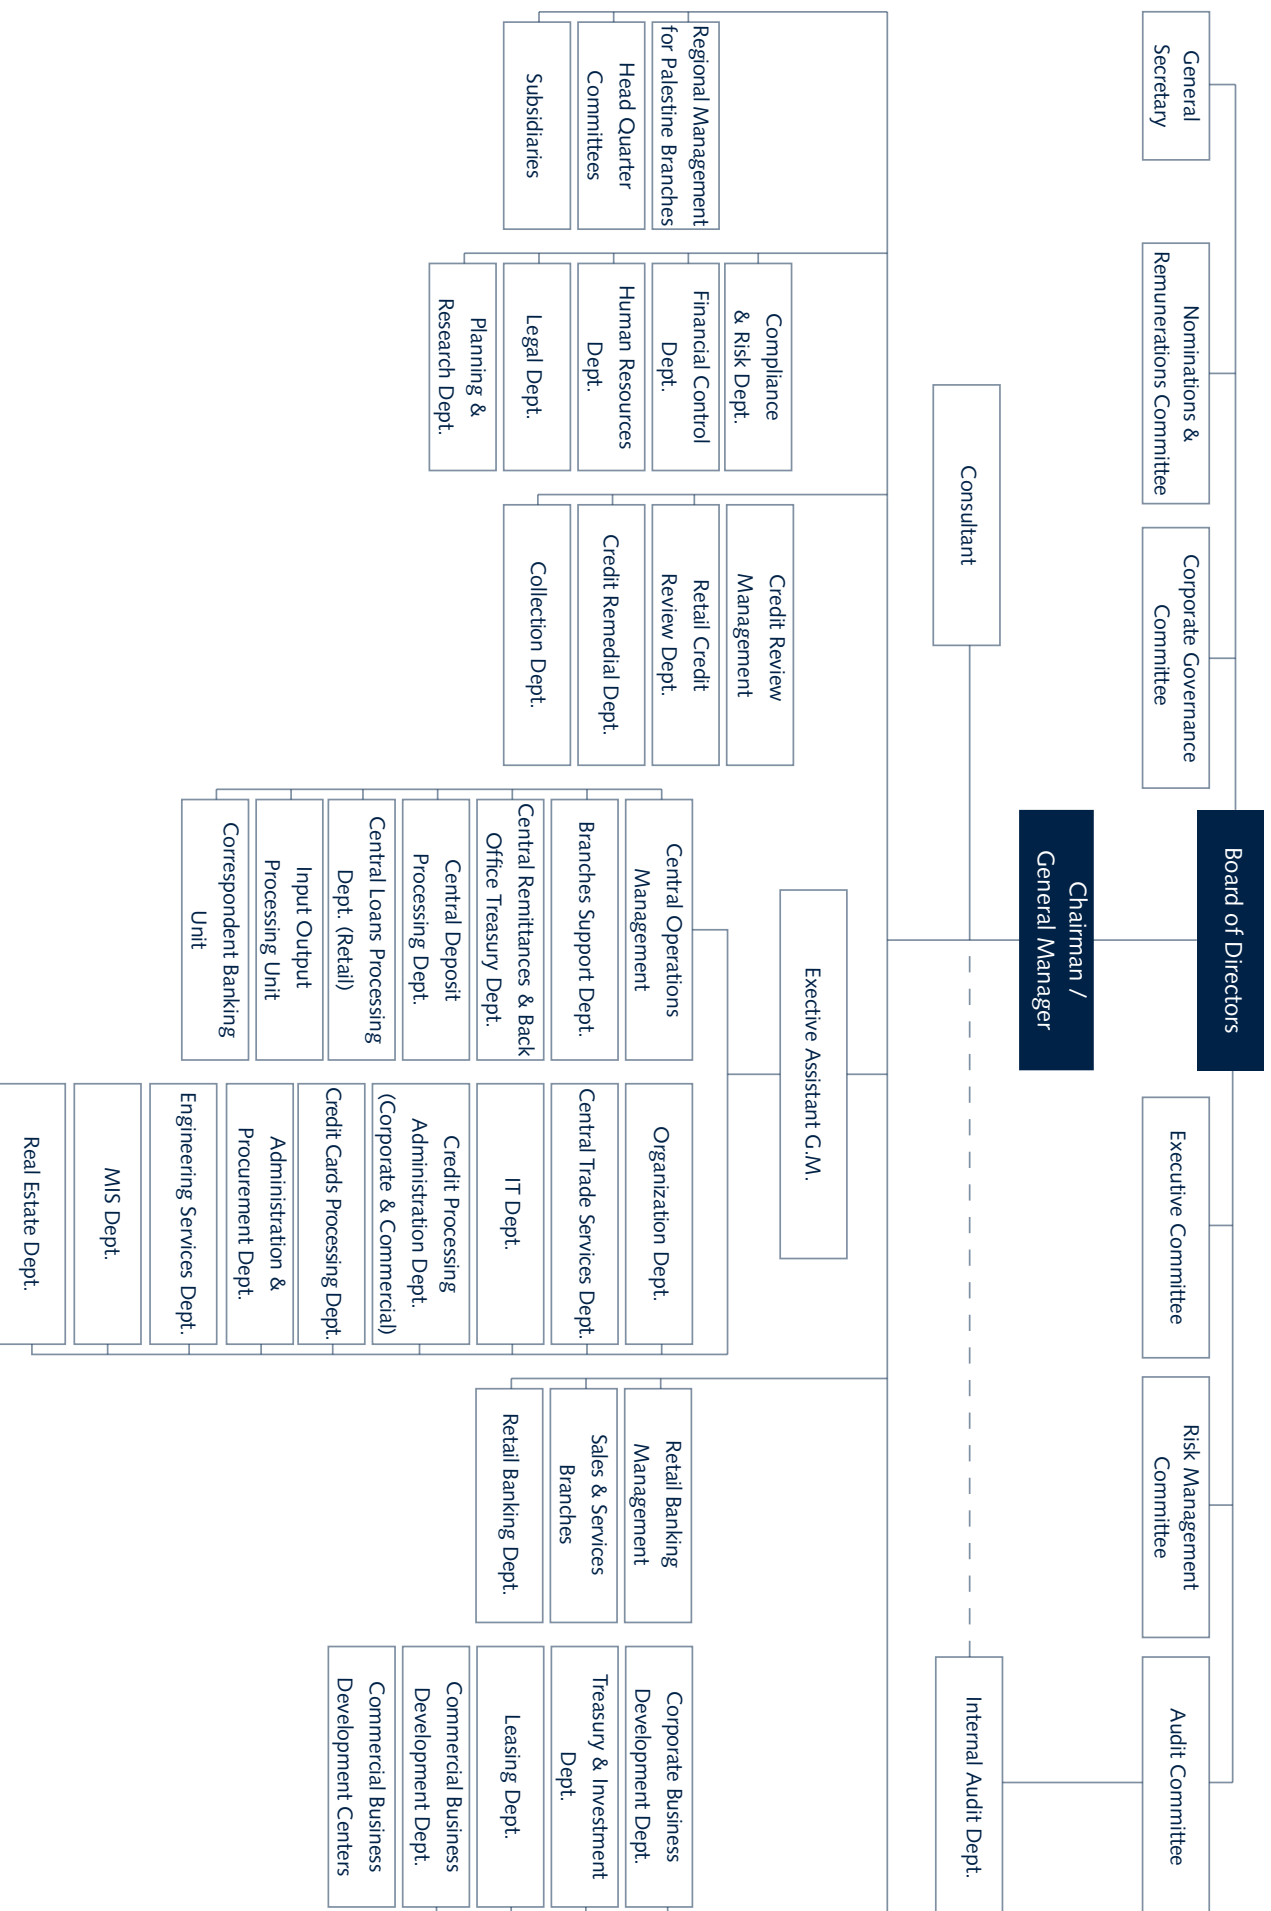 Board of Directors
General
Secretary
Nominations &
Remunerations Committee
Corporate Governance
Committee
Executive Committee
Risk Management
Committee
Audit Committee
Chairman /
General Manager
Consultant
Internal Audit Dept.
Regional Management
for Palestine Branches
Head Quarter
Committees
Subsidiaries
Compliance
& Risk Dept.
Financial Control
Dept.
Human Resources
Dept.
Legal Dept.
Planning &
Research Dept.
Credit Review
Management
Retail Credit
Review Dept.
Credit Remedial Dept.
Collection Dept.
Exective Assistant G.M.
Central Operations
Management
Branches Support Dept.
Central Remittances & Back
Office Treasury Dept.
Central Deposit
Processing Dept.
Central Loans Processing
Dept. (Retail)
Input Output
Processing Unit
Correspondent Banking
Unit
Organization Dept.
Central Trade Services Dept.
IT Dept.
Credit Processing
Administration Dept.
(Corporate & Commercial)
Credit Cards Processing Dept.
Administration &
Procurement Dept.
Engineering Services Dept.
MIS Dept.
Real Estate Dept.
Retail Banking
Management
Sales & Services
Branches
Retail Banking Dept.
Corporate Business
Development Dept.
Treasury & Investment
Dept.
Leasing Dept.
Commercial Business
Development Dept.
Commercial Business
Development Centers